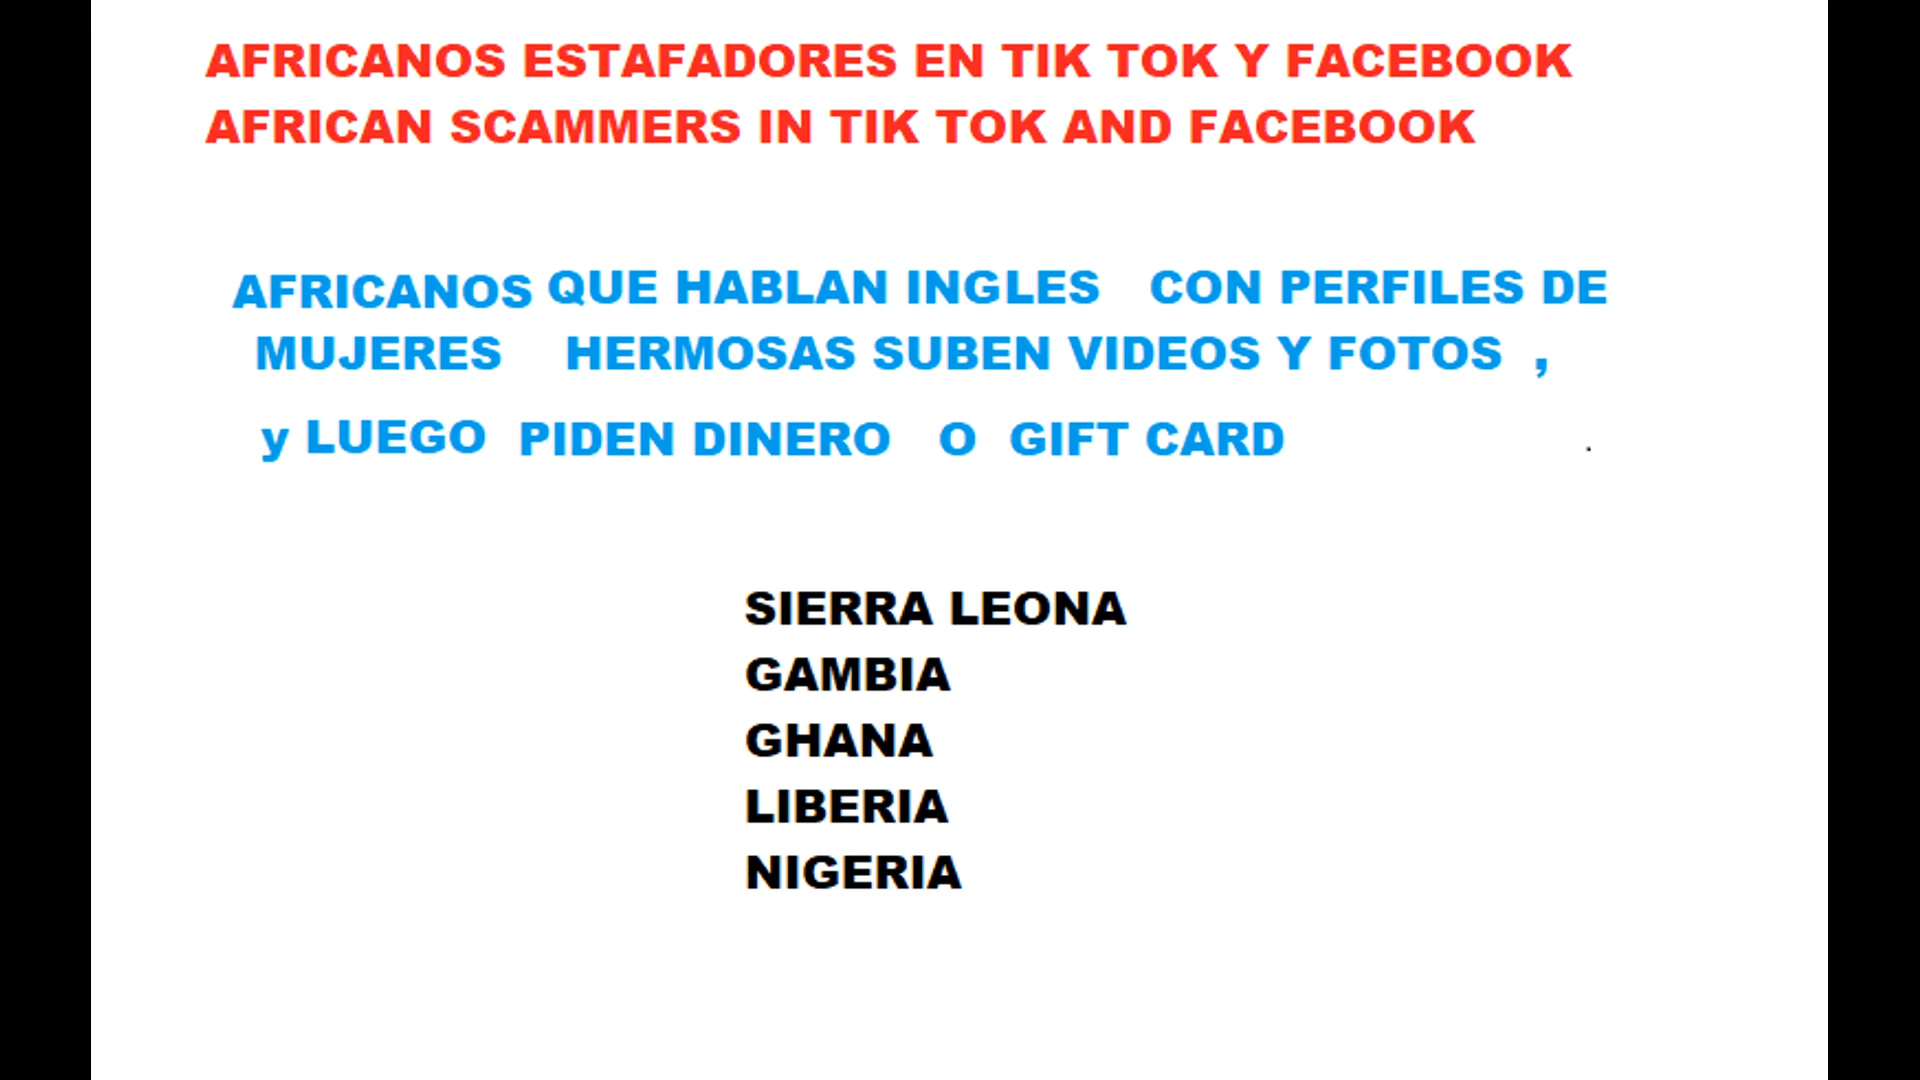 AFRICANOS ESTAFADORES EN TIK TOK Y FACEBOOK
AFRICAN SCAMMERS IN TIK TOK AND FACEBOOK
AFRICANOS QUE HABLAN INGLES CON PERFILES DE
MUJERES HERMOSAS SUBEN VIDEOS Y FOTOS ,
y LUEGO PIDEN DINERO O GIFT CARD .
SIERRA LEONA
GAMBIA
GHANA
LIBERIA
NIGERIA